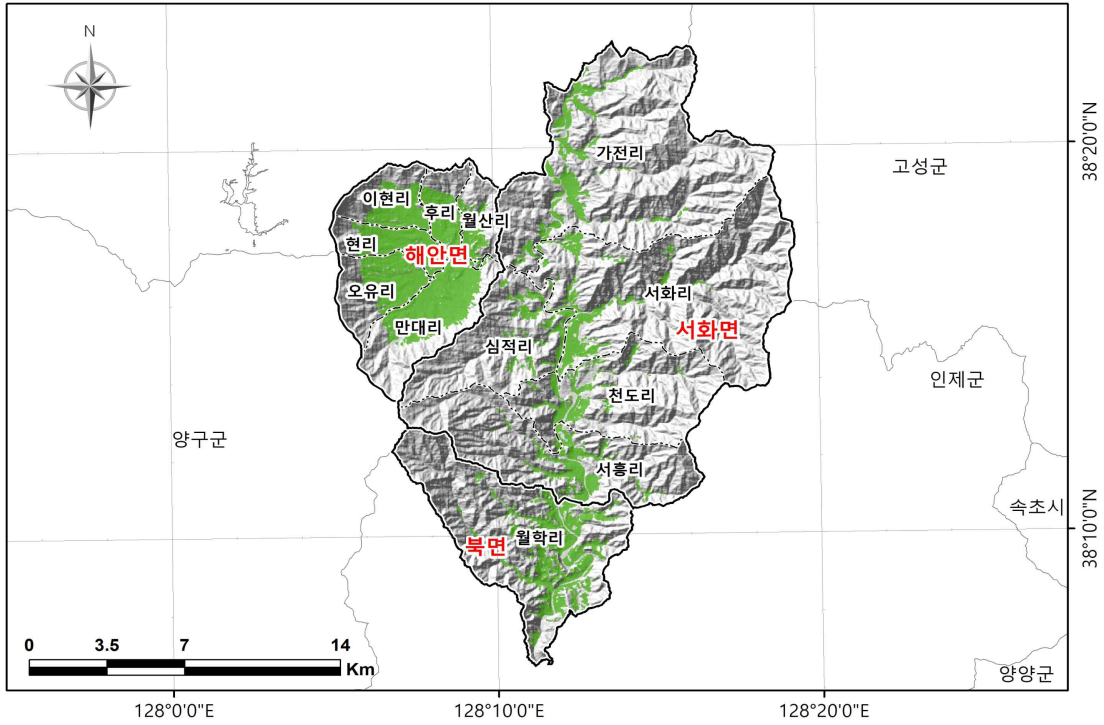 N
38°20'0"N
고성군
가전리
이현리
후리
월산리
현리
해안면
오유리
서화리
만대리
서화면
심적리
인제군
천도리
양구군
서흥리
속초시
38°10'0"N
북면
월학리
0 3.5 7 14
Km
양양군
128°0'0"E 128°10'0"E 128°20'0"E